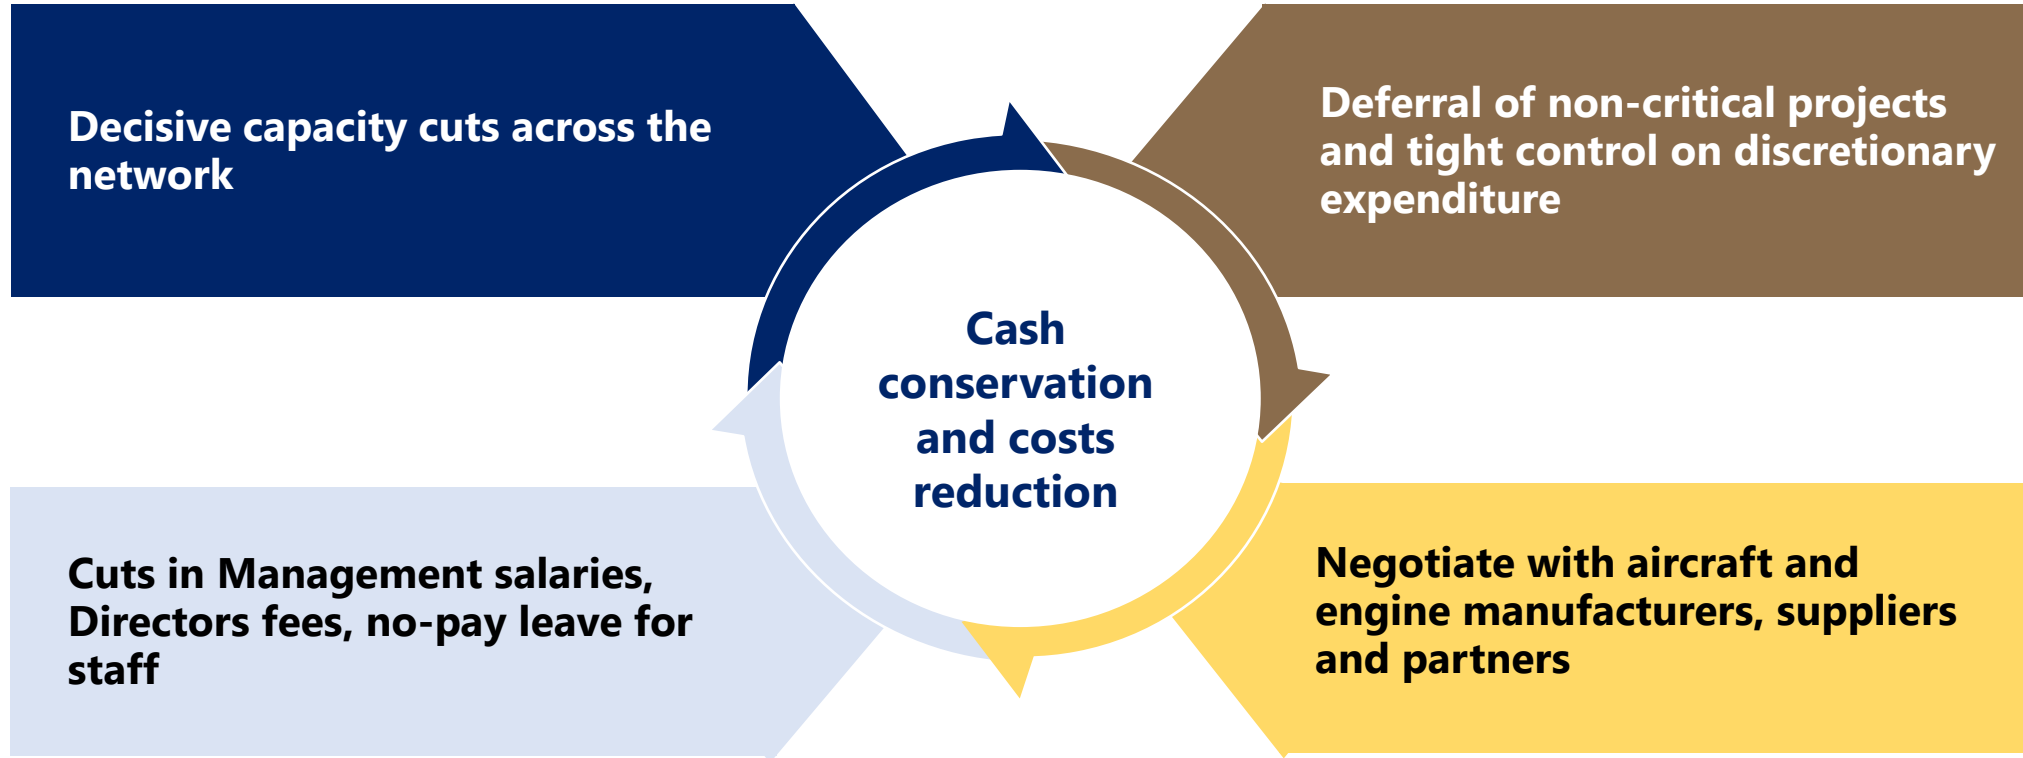 Decisive capacity cuts across the
network
Deferral of non-critical projects
and tight control on discretionary
expenditure
Cash
conservation
and costs
reduction
Cuts in Management salaries,
Directors fees, no-pay leave for
staff
Negotiate with aircraft and
engine manufacturers, suppliers
and partners